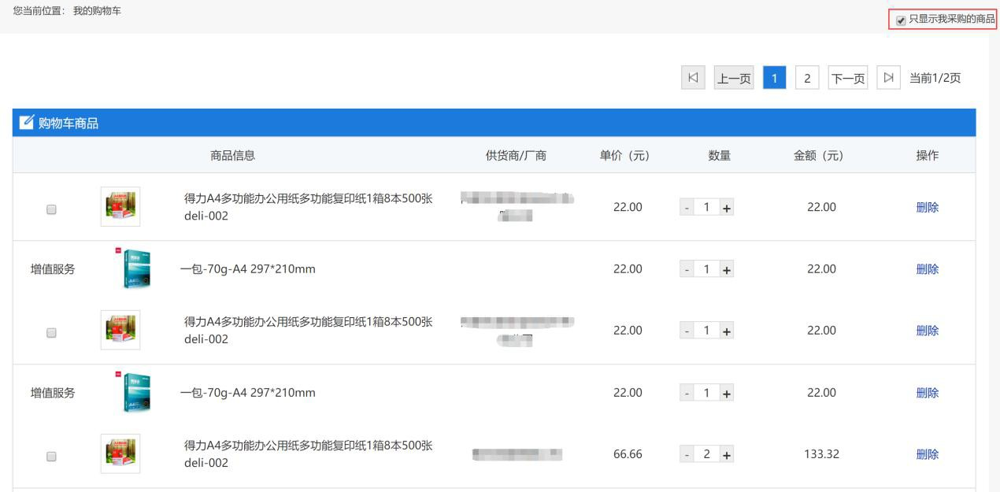 您当前位置： 我的购物车
只显示我采购的商品
上一页 1 2 下一页 当前1/2页
购物车商品
商品信息 供货商/厂商 单价（元） 数量 金额（元） 操作
得力A4多功能办公用纸多功能复印纸1箱8本500张
deli-002
22.00 - 1 + 22.00 删除
增值服务 一包-70g-A4 297*210mm 22.00 - 1 + 22.00 删除
得力A4多功能办公用纸多功能复印纸1箱8本500张
deli-002
22.00 - 1 + 22.00 删除
增值服务 一包-70g-A4 297*210mm 22.00 - 1 + 22.00 删除
得力A4多功能办公用纸多功能复印纸1箱8本500张
deli-002
66.66 - 2 + 133.32 删除